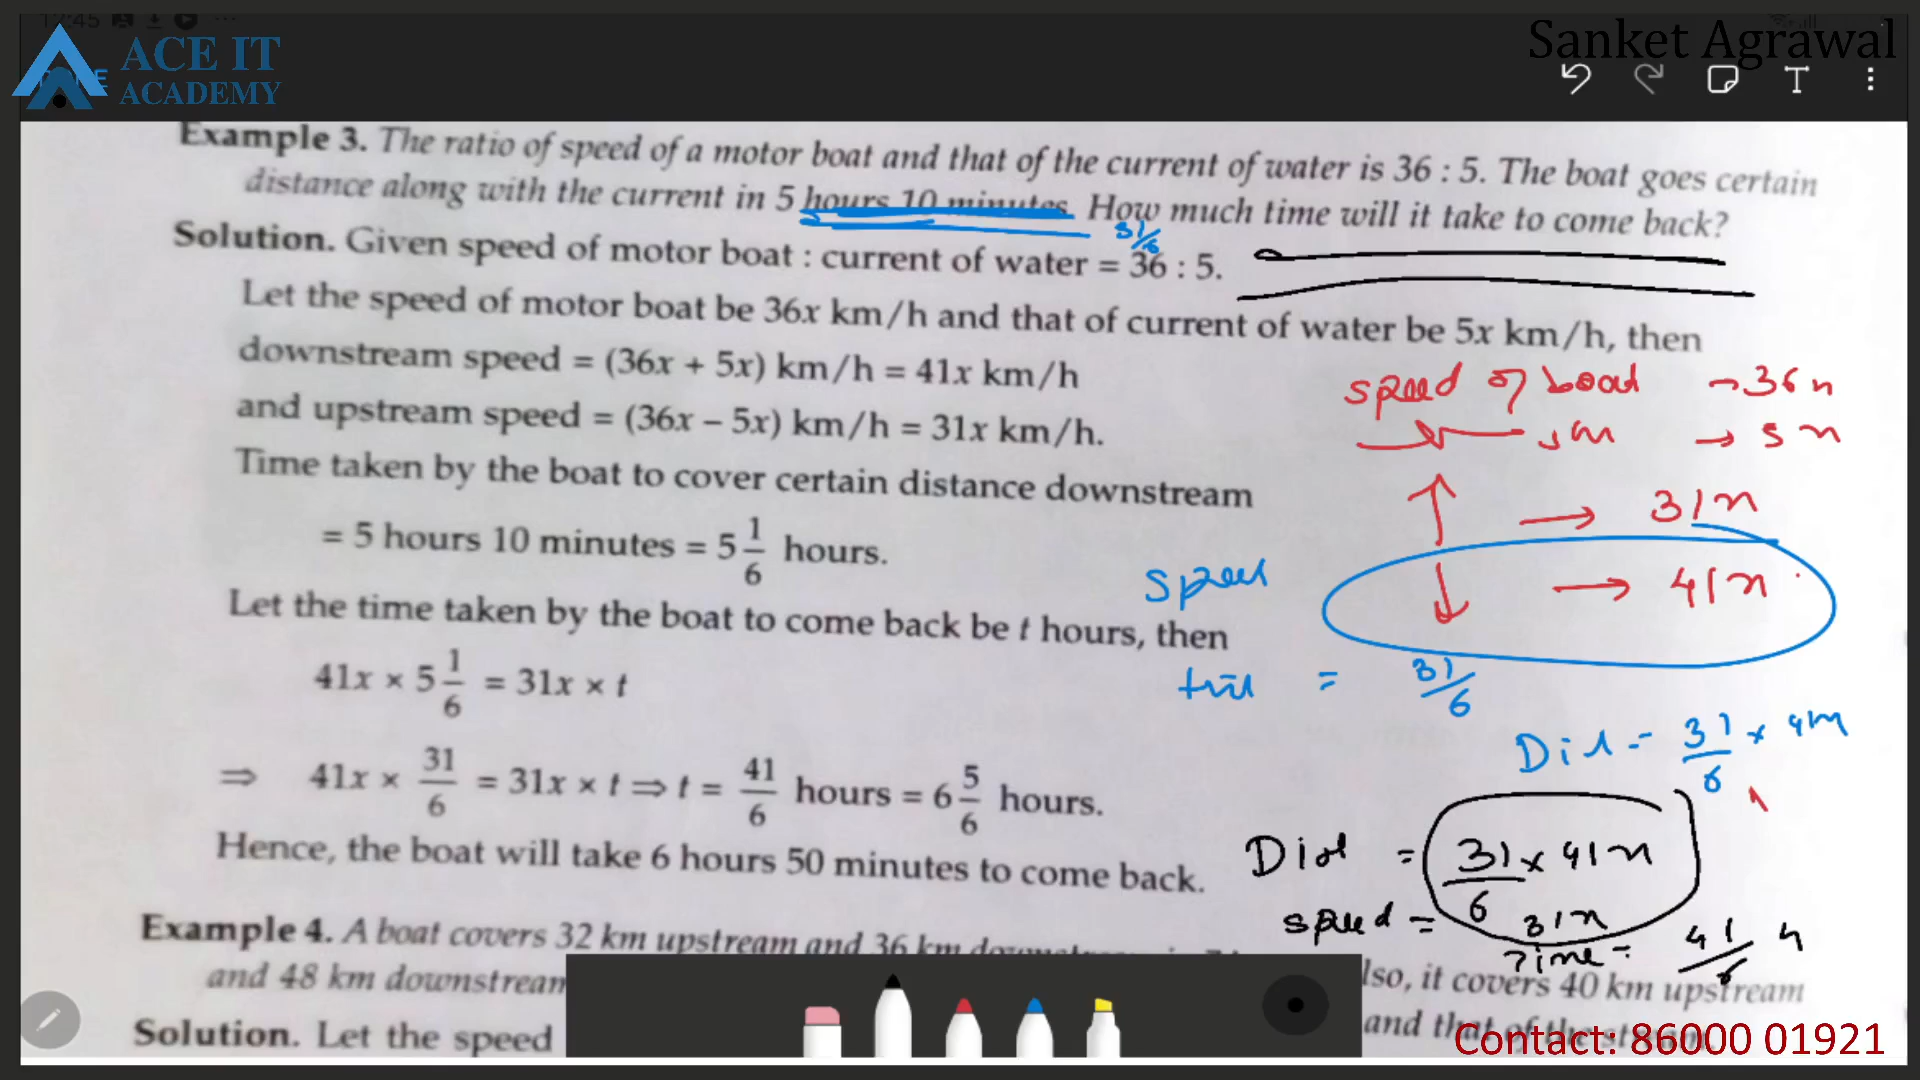 12:45
ACE IT
ACADEMY
Sanket Agrawal
T
Example 3. The ratio of speed of a motor boat and that of the current of water is 36 : 5. The boat goes certain
distance along with the current in 5 hours 10 minutes. How much time will it take to come back?
31/6
Solution. Given speed of motor boat : current of water = 36 : 5.
Let the speed of motor boat be 36x km/h and that of current of water be 5x km/h, then
downstream speed = (36x + 5x) km/h = 41x km/h
speed of boat → 36x
and upstream speed = (36x – 5x) km/h = 31x km/h.
→ 5x
Time taken by the boat to cover certain distance downstream
↑ → 31x
= 5 hours 10 minutes = 5 1/6 hours.
speed ↓ → 41x
Let the time taken by the boat to come back be t hours, then
41x × 5 1/6 = 31x × t
= 31/6
Dist = 31/6 ×
⇒ 41x × 31/6 = 31x × t ⇒ t = 41/6 hours = 6 5/6 hours.
Dist = 31/6 × 41x
Hence, the boat will take 6 hours 50 minutes to come back.
speed = 31x
Time = 41/6
Example 4. A boat covers 32 km upstream and 36 km
and 48 km downstream lso, it covers 40 km upstream
Solution. Let the speed and that of the stream
Contact: 86000 01921